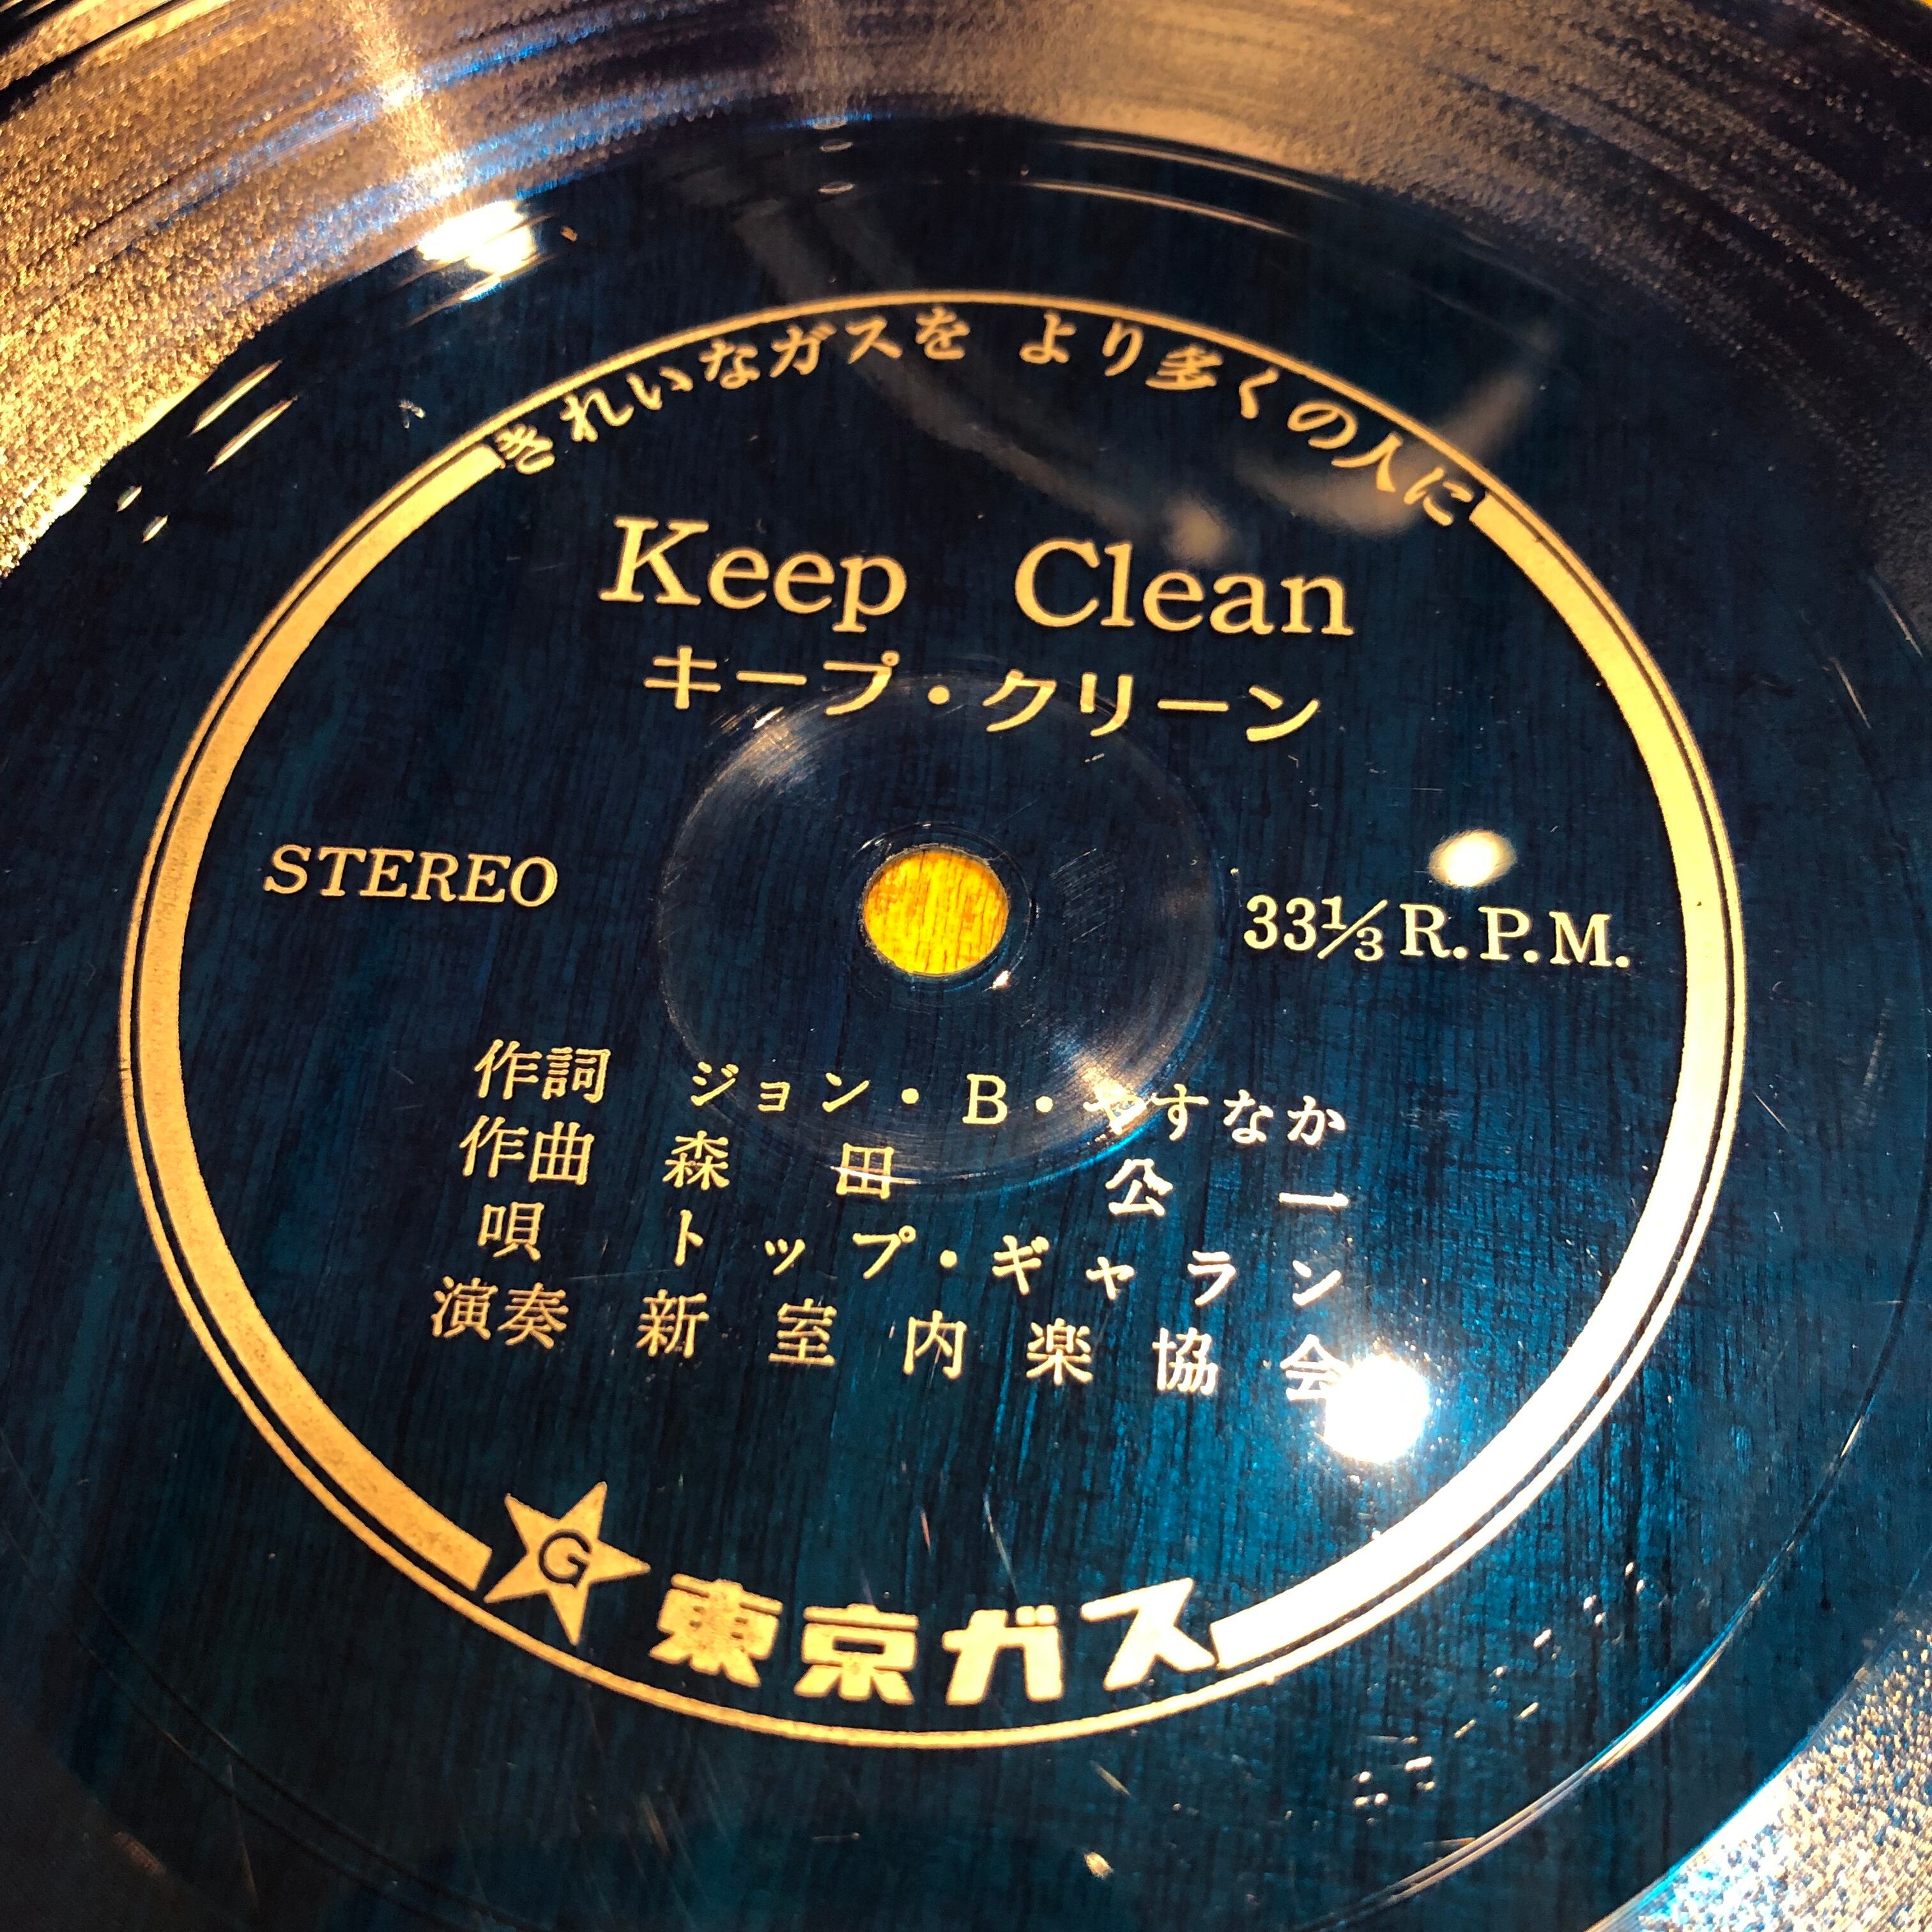 きれいなガスを より多くの人に
Keep Clean
キープ・クリーン
STEREO
33⅓ R.P.M.
作詞 ジョン・B・やすなか
作曲 森田公一
唄 トップ・ギャラン
演奏 新室内楽協会
G 東京ガス